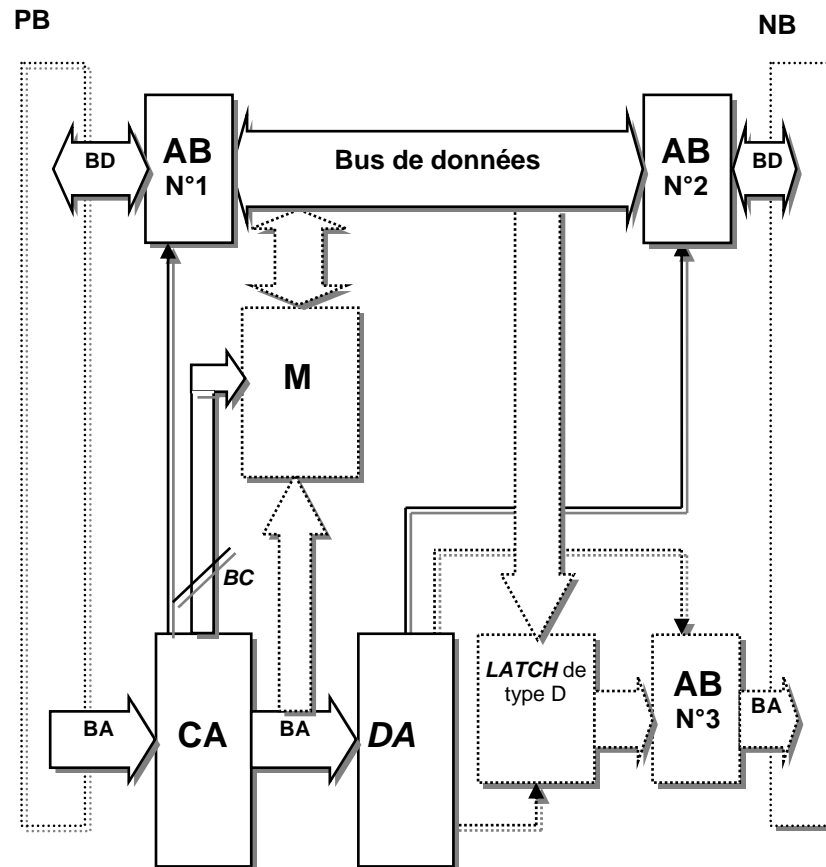 PB
NB
BD
AB
N°1
Bus de données
AB
N°2
BD
M
BC
BA
CA
BA
DA
LATCH de
type D
AB
N°3
BA